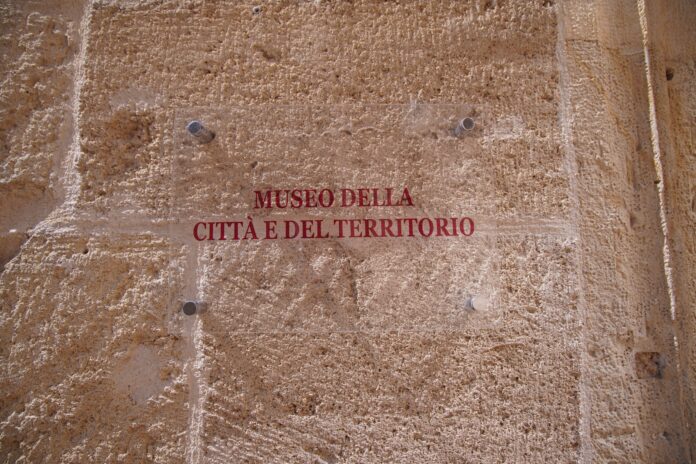 MUSEO DELLA
CITTÀ E DEL TERRITORIO